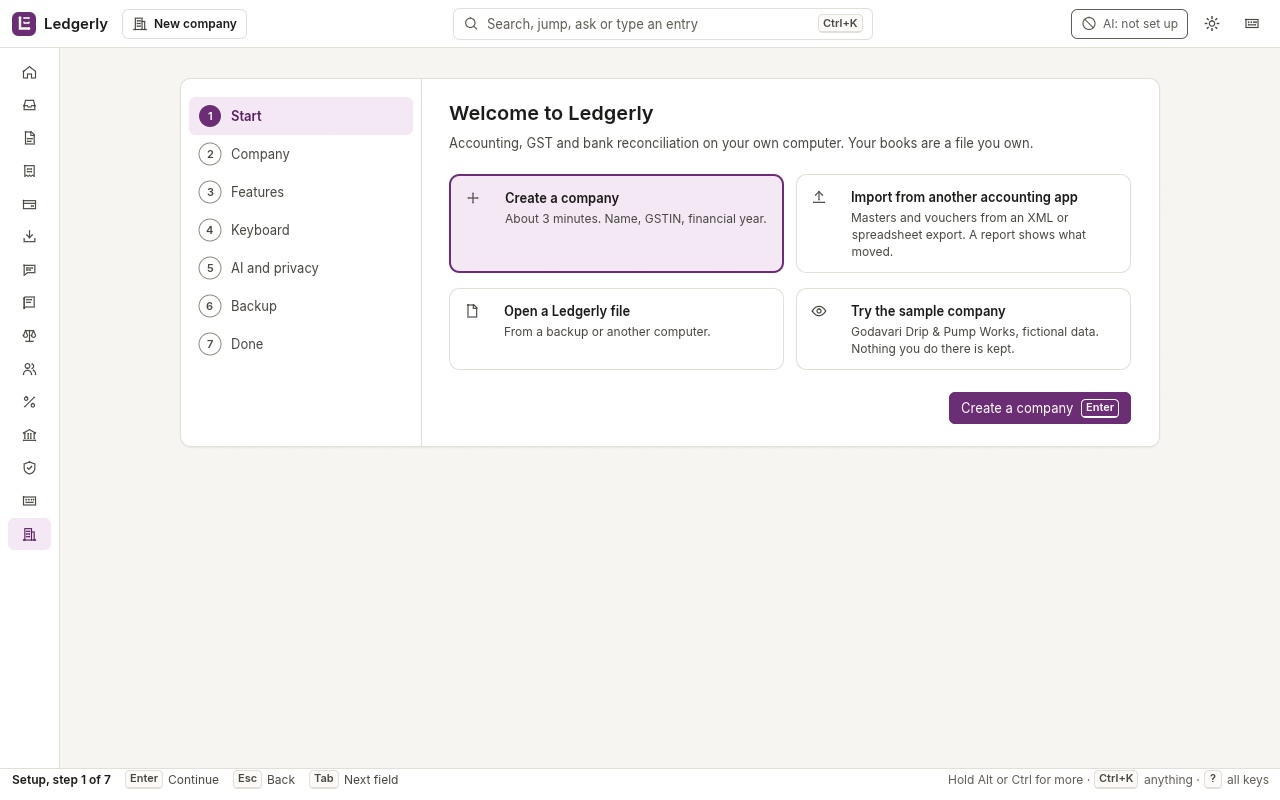 Ledgerly
New company
Search, jump, ask or type an entry
Ctrl+K
AI: not set up
1 Start
2 Company
3 Features
4 Keyboard
5 AI and privacy
6 Backup
7 Done
Welcome to Ledgerly
Accounting, GST and bank reconciliation on your own computer. Your books are a file you own.
Create a company
About 3 minutes. Name, GSTIN, financial year.
Import from another accounting app
Masters and vouchers from an XML or
spreadsheet export. A report shows what
moved.
Open a Ledgerly file
From a backup or another computer.
Try the sample company
Godavari Drip & Pump Works, fictional data.
Nothing you do there is kept.
Create a company Enter
Setup, step 1 of 7 Enter Continue Esc Back Tab Next field
Hold Alt or Ctrl for more · Ctrl+K anything · ? all keys